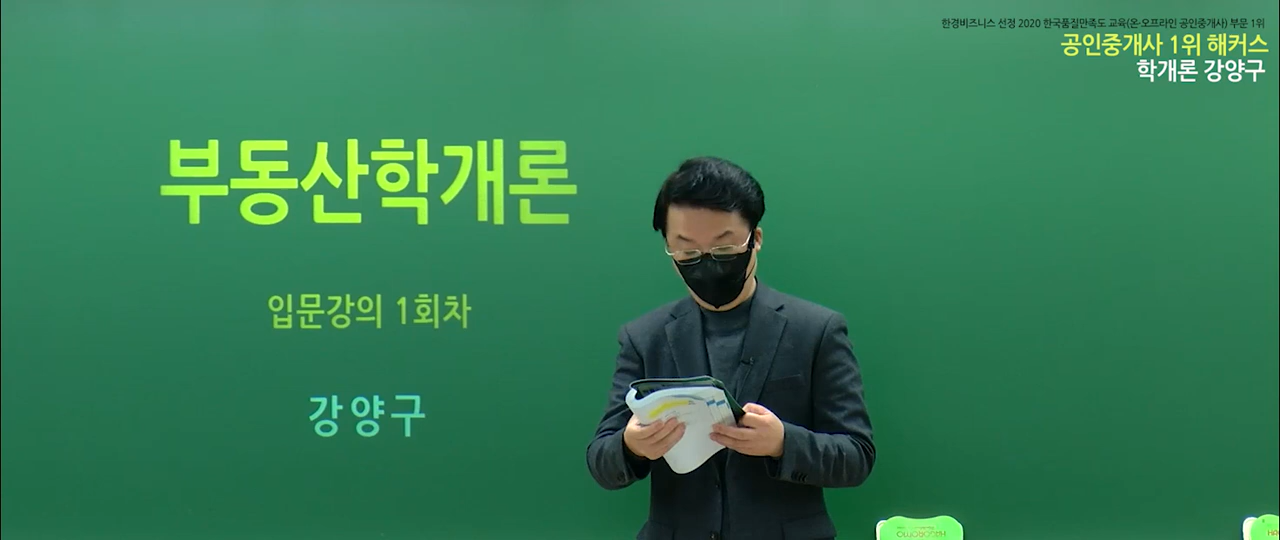 한경비즈니스 선정 2020 한국품질만족도 교육(온·오프라인 공인중개사) 부문 1위
공인중개사 1위 해커스
학개론 강양구
부동산학개론
입문강의 1회차
강양구